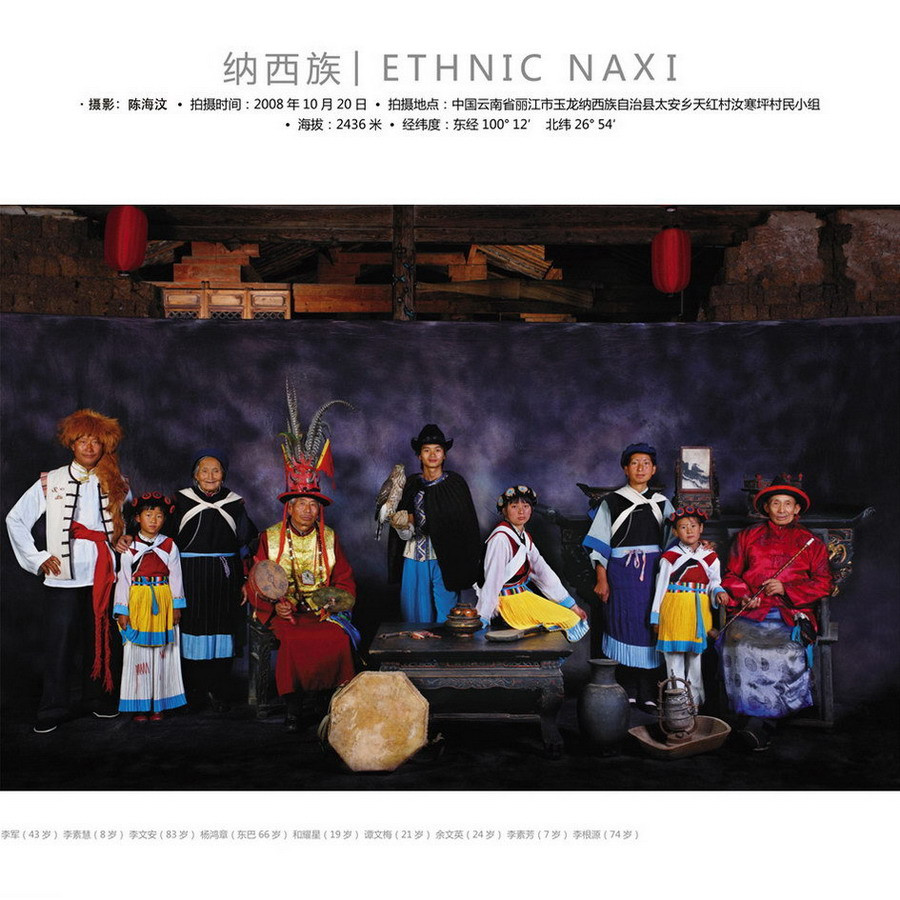 纳西族 | ETHNIC NAXI
· 摄影：陈海汶 • 拍摄时间：2008 年 10 月 20 日 • 拍摄地点：中国云南省丽江市玉龙纳西族自治县太安乡天红村汝寒坪村民小组
• 海拔：2436 米 • 经纬度：东经 100° 12′ 北纬 26° 54′
李军（43 岁） 李素慧（8 岁） 李文安（83 岁） 杨鸿章（东巴 66 岁） 和耀星（19 岁） 谭文梅（21 岁） 余文英（24 岁） 李素芳（7 岁） 李根源（74 岁）